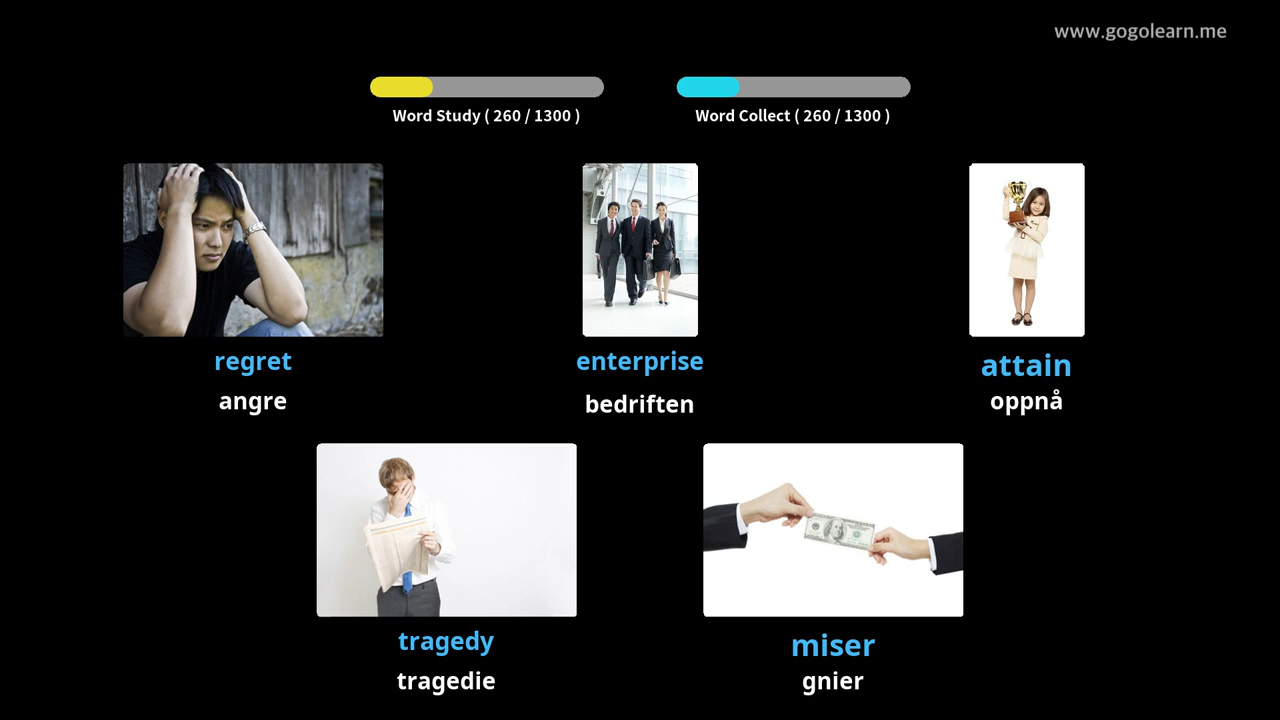 www.gogolearn.me
Word Study ( 260 / 1300 )
Word Collect ( 260 / 1300 )
regret
angre
enterprise
bedriften
attain
oppnå
tragedy
tragedie
miser
gnier